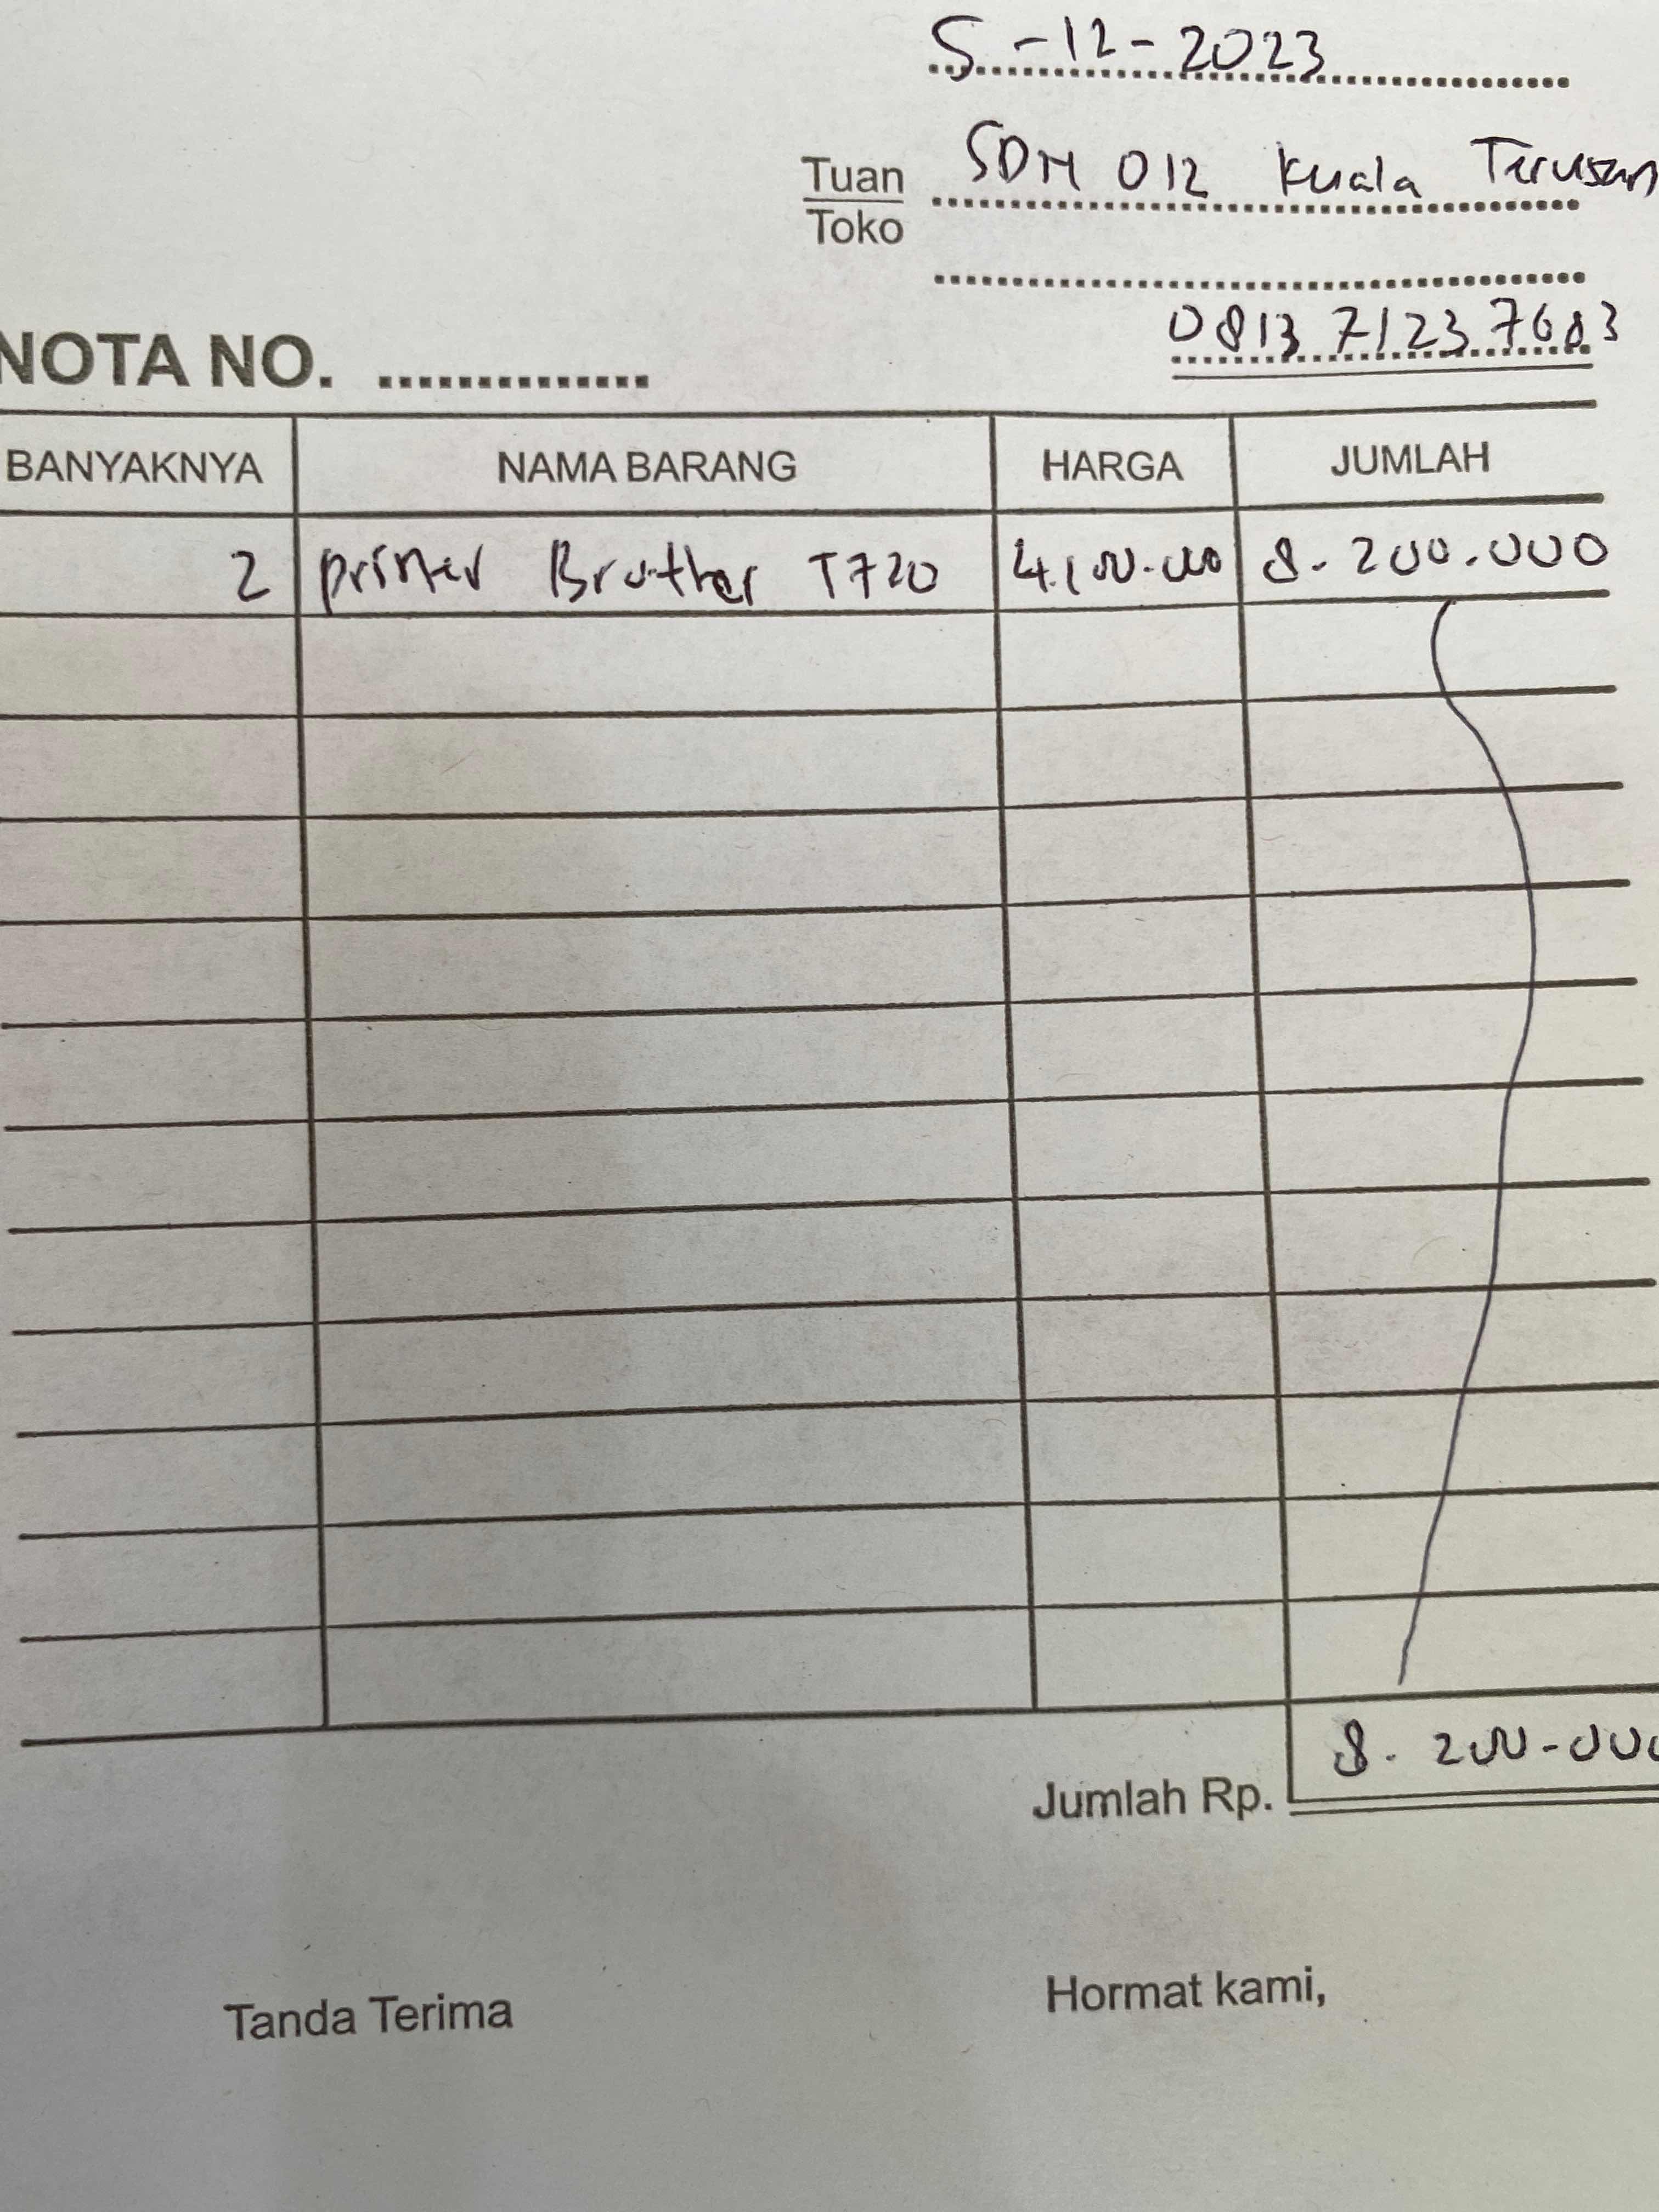 5-12-2023
Tuan SDN 012 Kuala Terusan
Toko
0813 7123 7683
NOTA NO. ..............
BANYAKNYA NAMA BARANG HARGA JUMLAH
2 printer Brother T720 4.100.000 8.200.000
Jumlah Rp. 8.200.000
Tanda Terima Hormat kami,